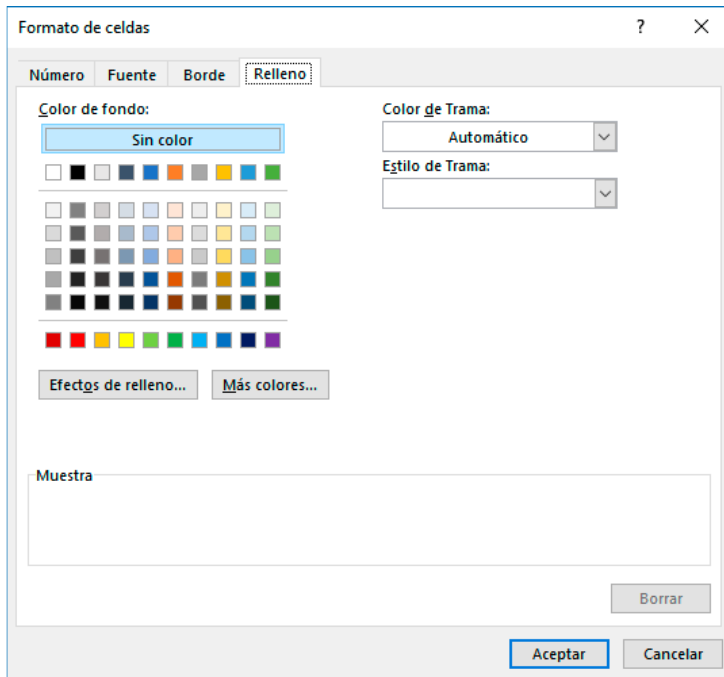 Formato de celdas
Número Fuente Borde Relleno
Color de fondo:
Sin color
Color de Trama:
Automático
Estilo de Trama:
Efectos de relleno...
Más colores...
Muestra
Borrar
Aceptar Cancelar